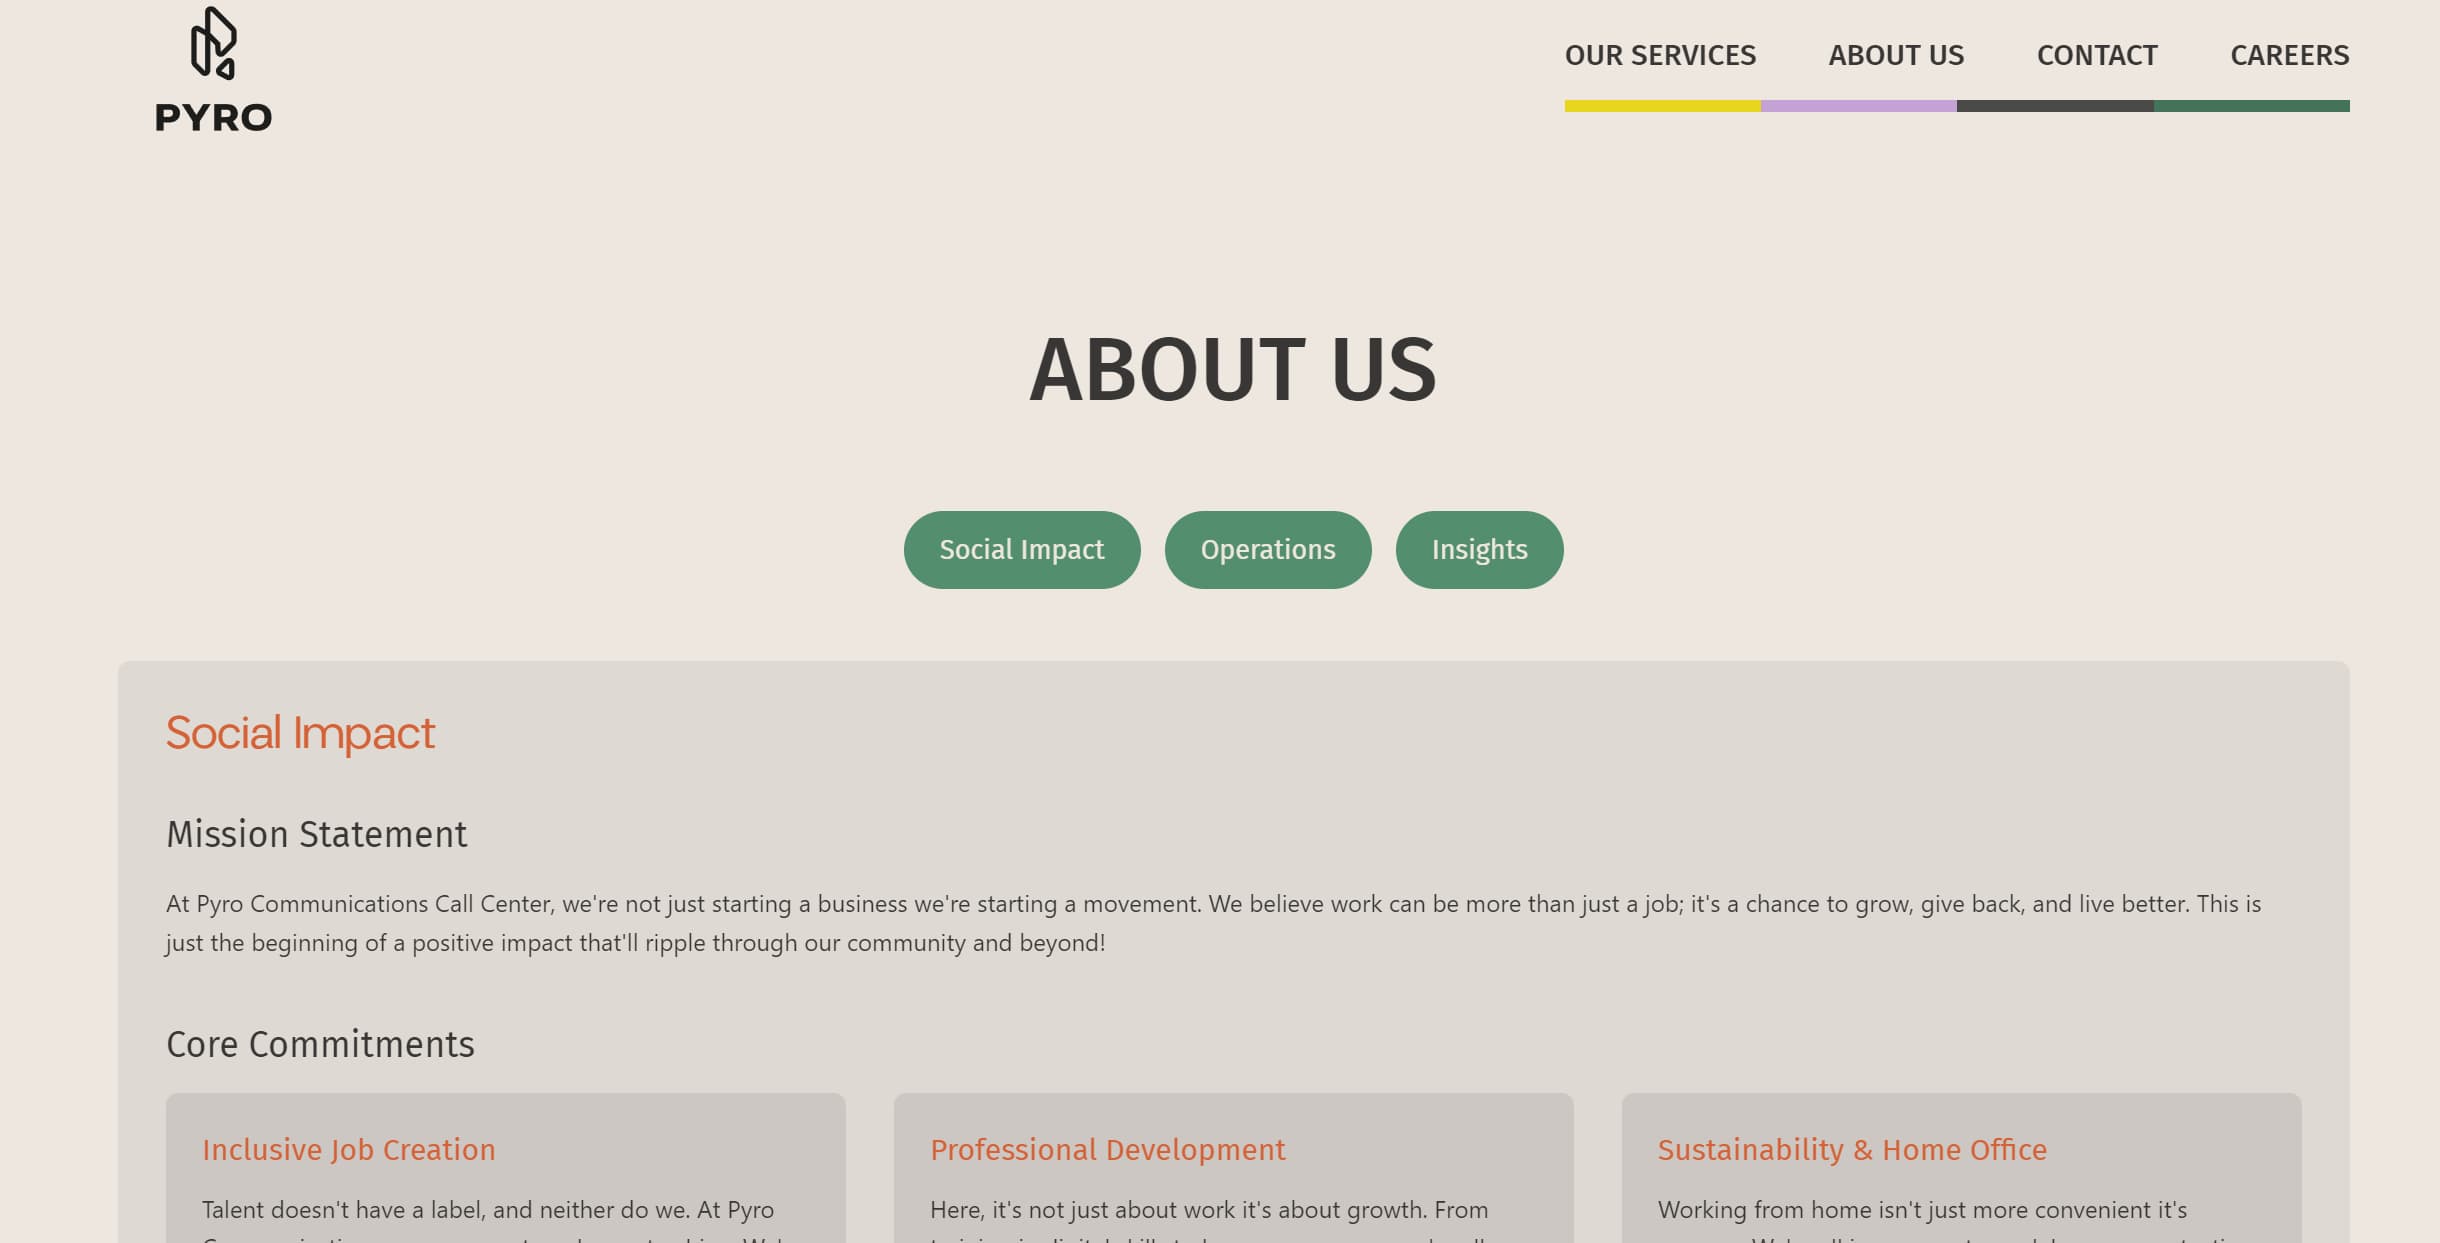 PYRO
OUR SERVICES ABOUT US CONTACT CAREERS
ABOUT US
Social Impact Operations Insights
Social Impact
Mission Statement
At Pyro Communications Call Center, we're not just starting a business we're starting a movement. We believe work can be more than just a job; it's a chance to grow, give back, and live better. This is
just the beginning of a positive impact that'll ripple through our community and beyond!
Core Commitments
Inclusive Job Creation
Talent doesn't have a label, and neither do we. At Pyro
Professional Development
Here, it's not just about work it's about growth. From
Sustainability & Home Office
Working from home isn't just more convenient it's